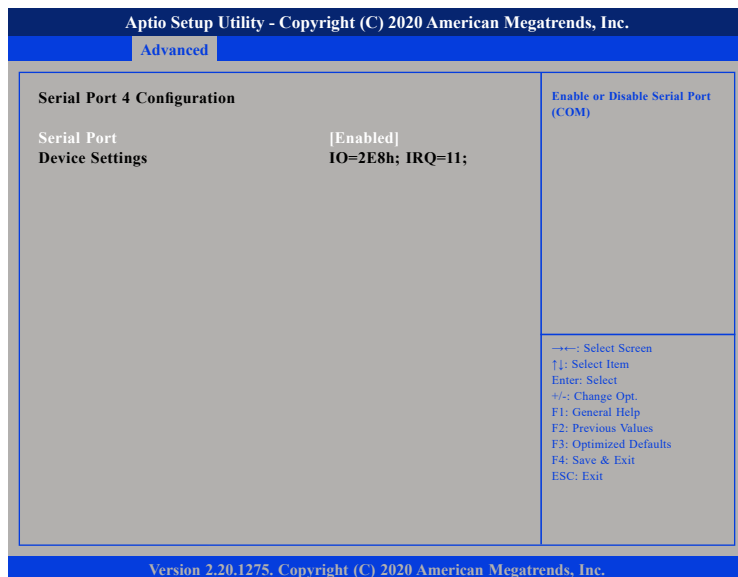 Aptio Setup Utility - Copyright (C) 2020 American Megatrends, Inc.
Advanced
Serial Port 4 Configuration
Serial Port [Enabled]
Device Settings IO=2E8h; IRQ=11;
Enable or Disable Serial Port
(COM)
→←: Select Screen
↑↓: Select Item
Enter: Select
+/-: Change Opt.
F1: General Help
F2: Previous Values
F3: Optimized Defaults
F4: Save & Exit
ESC: Exit
Version 2.20.1275. Copyright (C) 2020 American Megatrends, Inc.